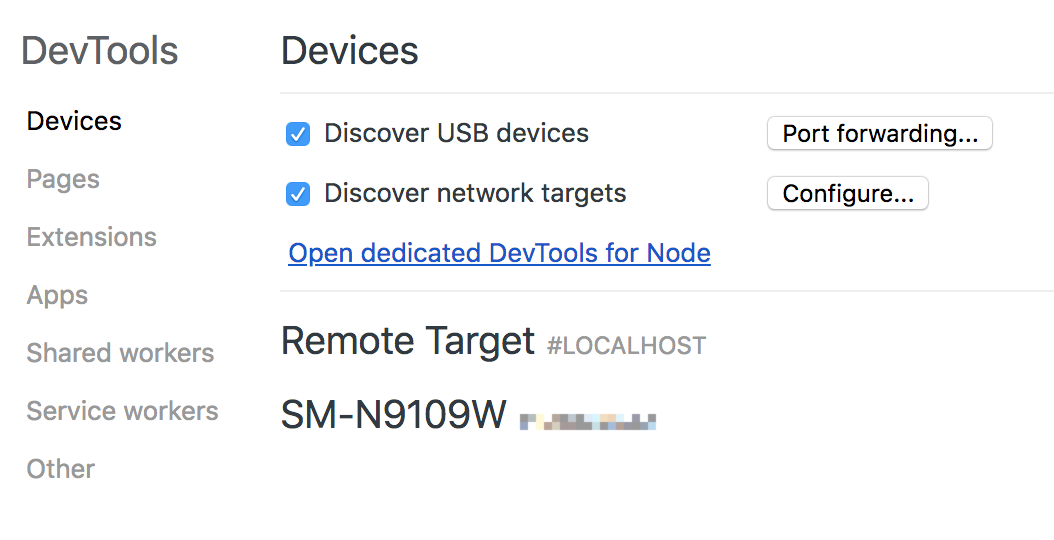 DevTools
Devices
Pages
Extensions
Apps
Shared workers
Service workers
Other
Devices
Discover USB devices
Port forwarding...
Discover network targets
Configure...
Open dedicated DevTools for Node
Remote Target #LOCALHOST
SM-N9109W